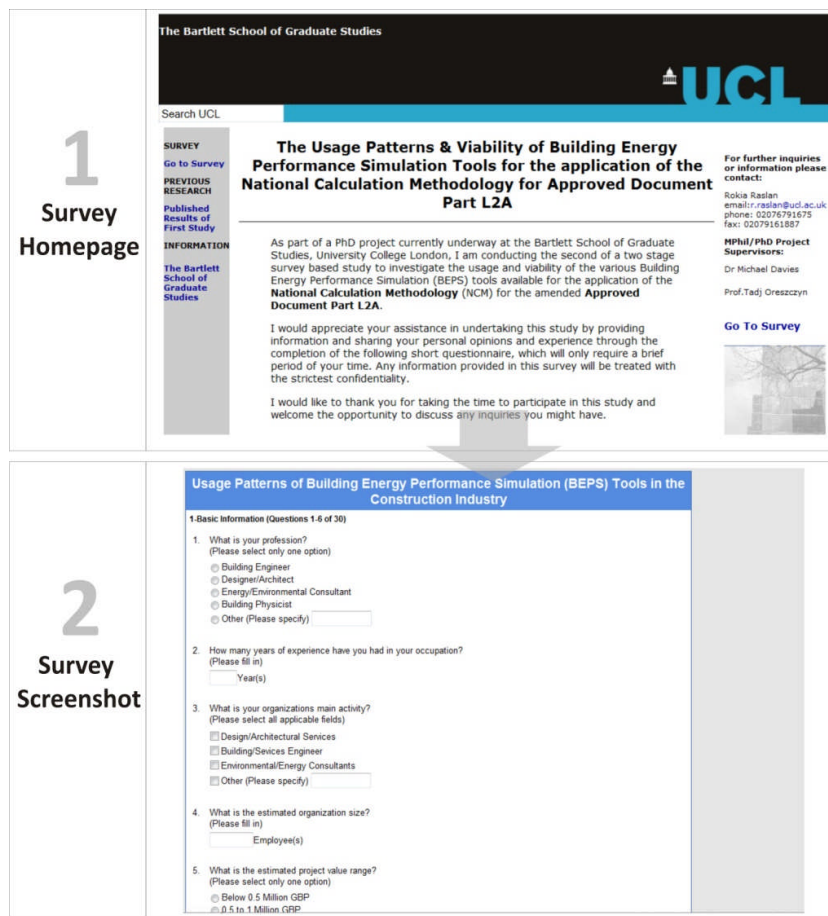 The Bartlett School of Graduate Studies
UCL
Search UCL
1
Survey
Homepage
SURVEY
Go to Survey
PREVIOUS
RESEARCH
Published
Results of
First Study
INFORMATION
The Bartlett
School of
Graduate
Studies
The Usage Patterns & Viability of Building Energy
Performance Simulation Tools for the application of the
National Calculation Methodology for Approved Document
Part L2A
As part of a PhD project currently underway at the Bartlett School of Graduate
Studies, University College London, I am conducting the second of a two stage
survey based study to investigate the usage and viability of the various Building
Energy Performance Simulation (BEPS) tools available for the application of the
National Calculation Methodology (NCM) for the amended Approved
Document Part L2A.
I would appreciate your assistance in undertaking this study by providing
information and sharing your personal opinions and experience through the
completion of the following short questionnaire, which will only require a brief
period of your time. Any information provided in this survey will be treated with
the strictest confidentiality.
I would like to thank you for taking the time to participate in this study and
welcome the opportunity to discuss any inquiries you might have.
For further inquiries
or information please
contact:
Rokia Raslan
email:r.raslan@ucl.ac.uk
phone: 02076791675
fax: 02079161887
MPhil/PhD Project
Supervisors:
Dr Michael Davies
Prof.Tadj Oreszczyn
Go To Survey
2
Survey
Screenshot
Usage Patterns of Building Energy Performance Simulation (BEPS) Tools in the
Construction Industry
1-Basic Information (Questions 1-6 of 30)
1. What is your profession?
(Please select only one option)
Building Engineer
Designer/Architect
Energy/Environmental Consultant
Building Physicist
Other (Please specify)
2. How many years of experience have you had in your occupation?
(Please fill in)
Year(s)
3. What is your organizations main activity?
(Please select all applicable fields)
Design/Architectural Services
Building/Sevices Engineer
Environmental/Energy Consultants
Other (Please specify)
4. What is the estimated organization size?
(Please fill in)
Employee(s)
5. What is the estimated project value range?
(Please select only one option)
Below 0.5 Million GBP
0.5 to 1 Million GBP